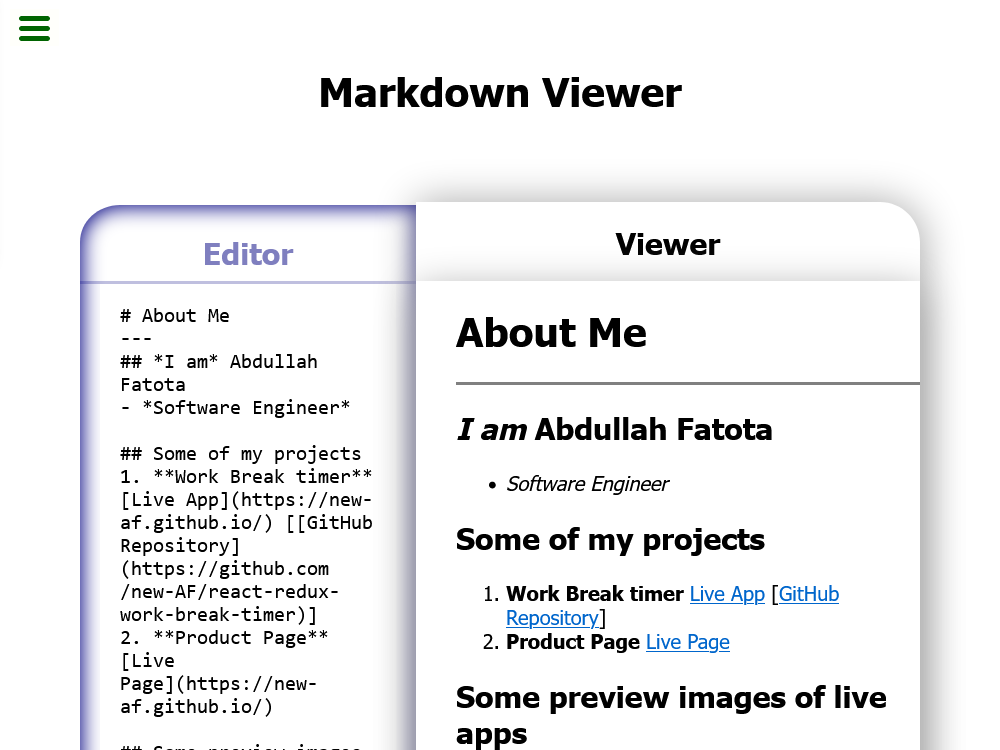 Markdown Viewer
Editor
# About Me
---
## *I am* Abdullah
Fatota
- *Software Engineer*
## Some of my projects
1. **Work Break timer**
[Live App](https://new-
af.github.io/) [[GitHub
Repository]
(https://github.com
/new-AF/react-redux-
work-break-timer)]
2. **Product Page**
[Live
Page](https://new-
af.github.io/)
## Some preview images
Viewer
About Me
I am Abdullah Fatota
• Software Engineer
Some of my projects
1. Work Break timer Live App [GitHub
Repository]
2. Product Page Live Page
Some preview images of live
apps